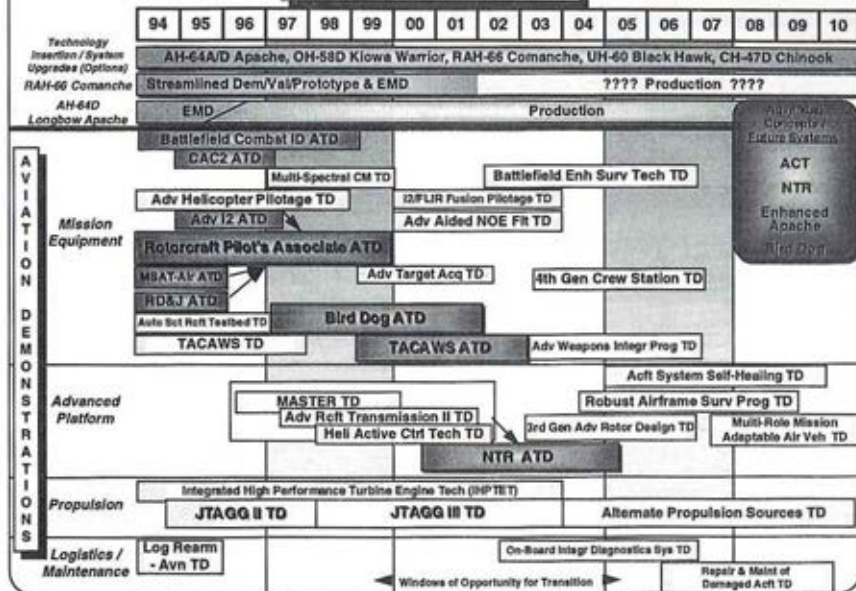 94 95 96 97 98 99 00 01 02 03 04 05 06 07 08 09 10
Technology
Insertion / System
Upgrades (Options)
AH-64A/D Apache, OH-58D Kiowa Warrior, RAH-66 Comanche, UH-60 Black Hawk, CH-47D Chinook
RAH-66 Comanche
Streamlined Dem/Val/Prototype & EMD
???? Production ????
AH-64D
Longbow Apache
EMD
Production
Future Systems
ACT
NTR
Enhanced
Apache
Bird Dog
AVIATION DEMONSTRATIONS
Mission
Equipment
Battlefield Combat ID ATD
CAC2 ATD
Multi-Spectral CM TD
Battlefield Enh Surv Tech TD
Adv Helicopter Pilotage TD
I2/FLIR Fusion Pilotage TD
Adv I2 ATD
Adv Aided NOE Flt TD
Rotorcraft Pilot's Associate ATD
MSAT-Air ATD
Adv Target Acq TD
4th Gen Crew Station TD
RD&J ATD
Auto Sct Rcft Testbed TD
Bird Dog ATD
TACAWS TD
TACAWS ATD
Adv Weapons Integr Prog TD
Advanced
Platform
Acft System Self-Healing TD
MASTER TD
Robust Airframe Surv Prog TD
Adv Rcft Transmission II TD
Heli Active Ctrl Tech TD
3rd Gen Adv Rotor Design TD
Multi-Role Mission
Adaptable Air Veh TD
NTR ATD
Propulsion
Integrated High Performance Turbine Engine Tech (IHPTET)
JTAGG II TD
JTAGG III TD
Alternate Propulsion Sources TD
Logistics /
Maintenance
Log Rearm
- Avn TD
On-Board Integr Diagnostics Sys TD
Windows of Opportunity for Transition
Repair & Maint of
Damaged Acft TD